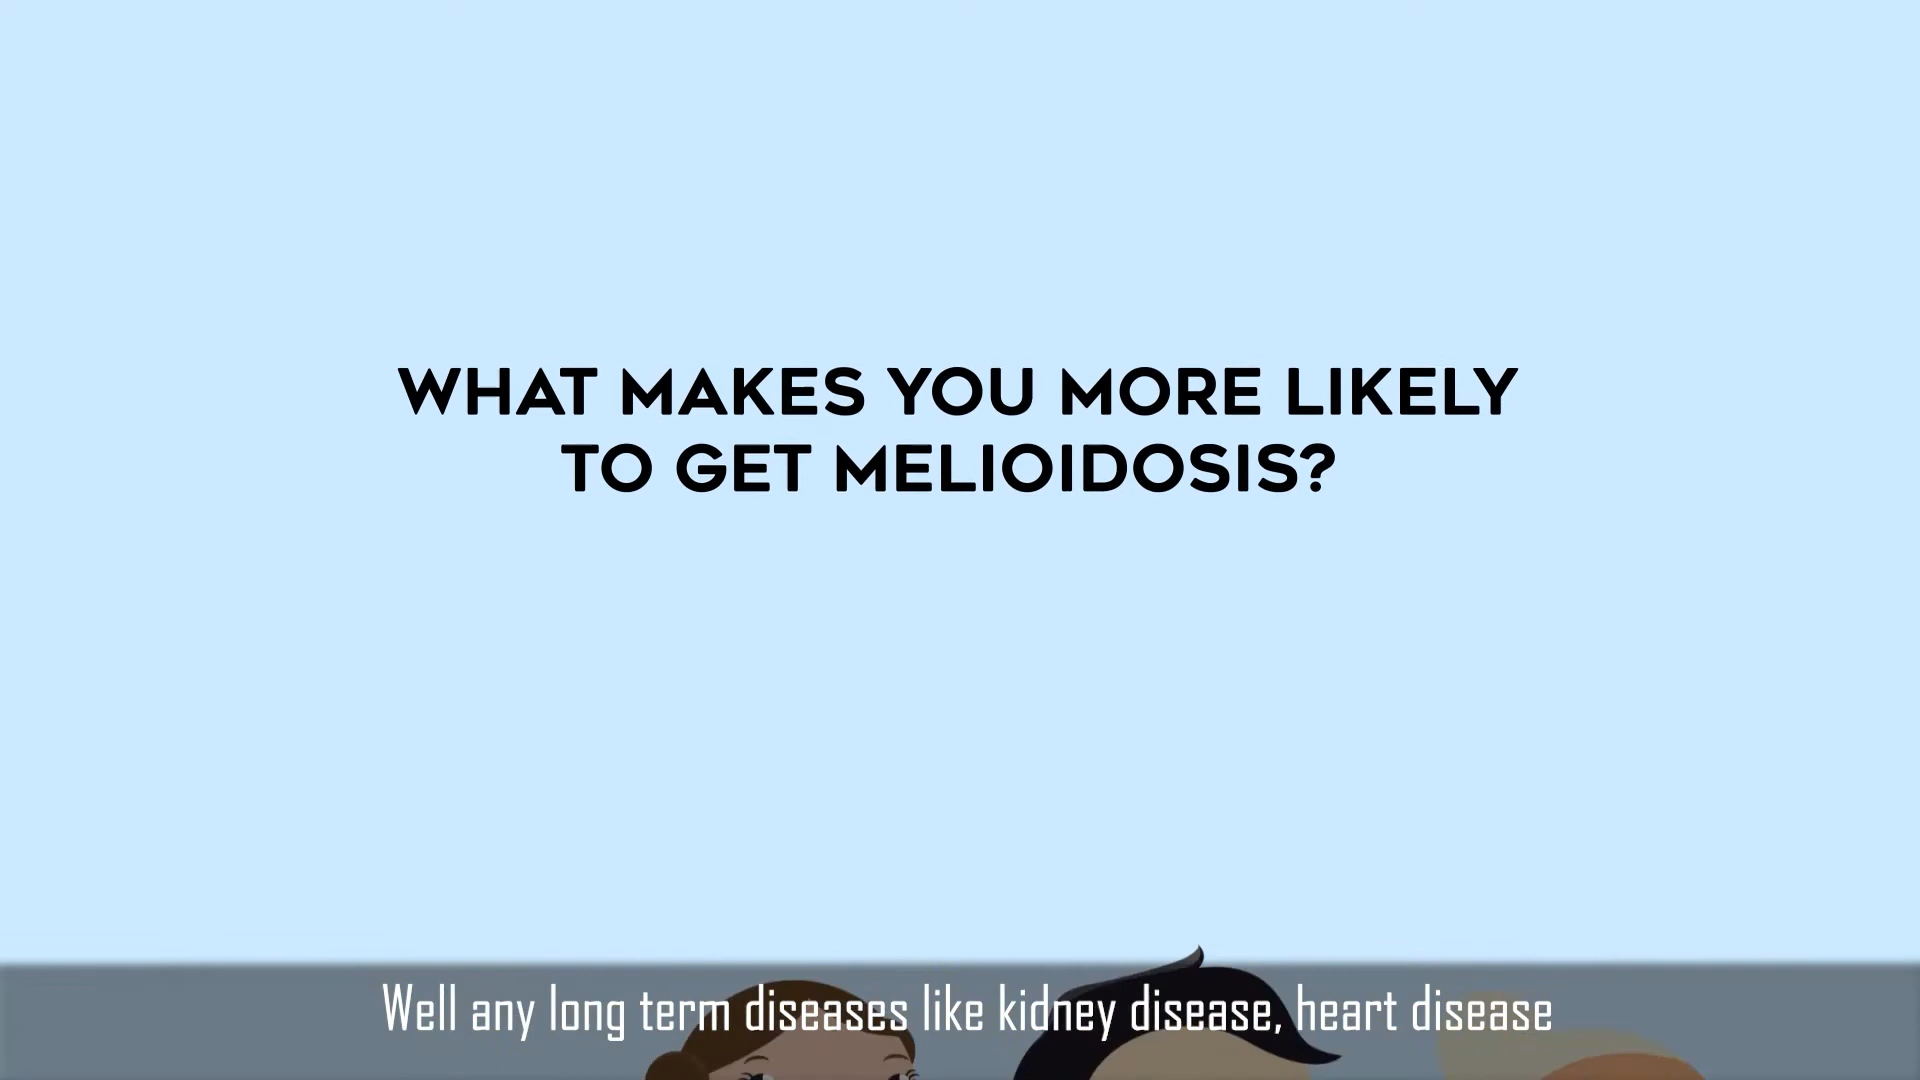 WHAT MAKES YOU MORE LIKELY
TO GET MELIOIDOSIS?
Well any long term diseases like kidney disease, heart disease